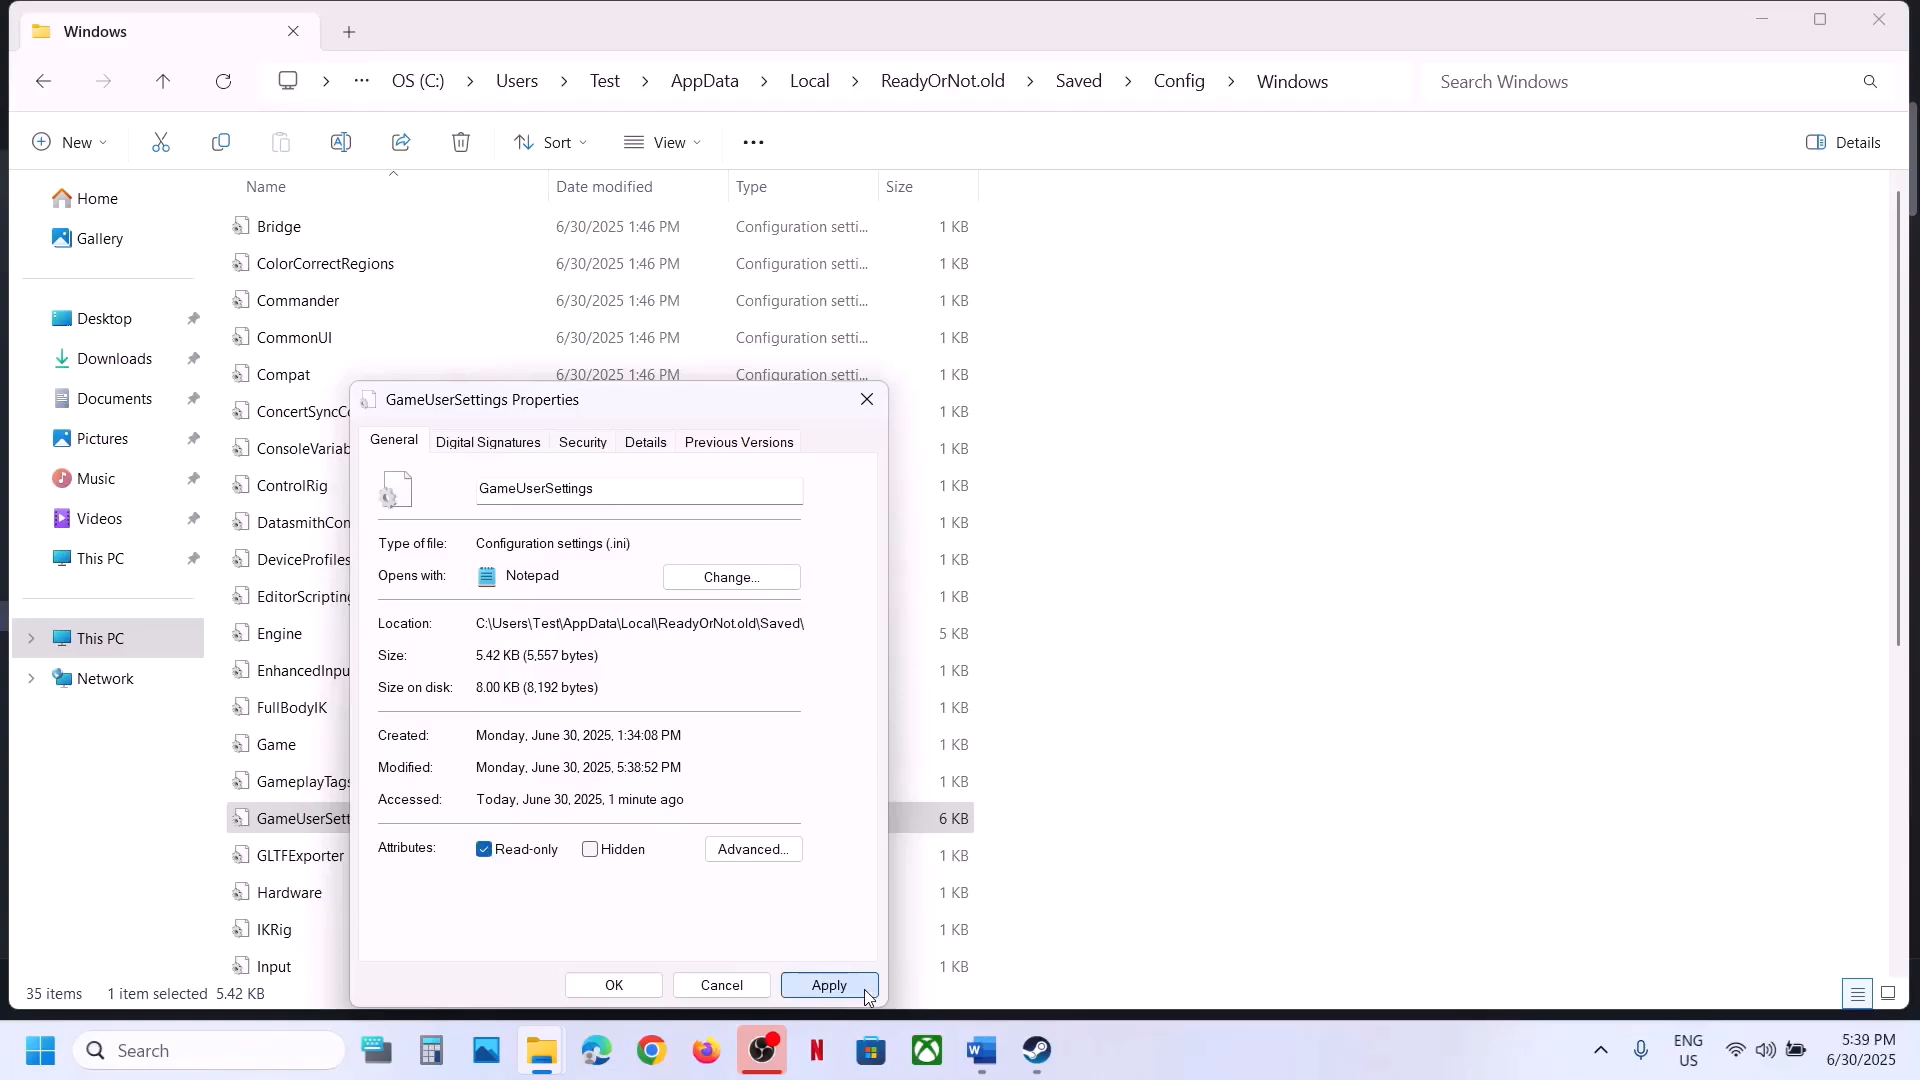 Windows
OS (C:) Users Test AppData Local ReadyOrNot.old Saved Config Windows
Search Windows
New Sort View Details
Home
Gallery
Desktop
Downloads
Documents
Pictures
Music
Videos
This PC
This PC
Network
Name Date modified Type Size
Bridge 6/30/2025 1:46 PM Configuration setti... 1 KB
ColorCorrectRegions 6/30/2025 1:46 PM Configuration setti... 1 KB
Commander 6/30/2025 1:46 PM Configuration setti... 1 KB
CommonUI 6/30/2025 1:46 PM Configuration setti... 1 KB
Compat 6/30/2025 1:46 PM Configuration setti... 1 KB
ConcertSyncCo 1 KB
ConsoleVariab 1 KB
ControlRig 1 KB
DatasmithCon 1 KB
DeviceProfiles 1 KB
EditorScripting 1 KB
Engine 5 KB
EnhancedInpu 1 KB
FullBodyIK 1 KB
Game 1 KB
GameplayTags 1 KB
GameUserSett 6 KB
GLTFExporter 1 KB
Hardware 1 KB
IKRig 1 KB
Input 1 KB
GameUserSettings Properties
General Digital Signatures Security Details Previous Versions
GameUserSettings
Type of file: Configuration settings (.ini)
Opens with: Notepad Change...
Location: C:\Users\Test\AppData\Local\ReadyOrNot.old\Saved\
Size: 5.42 KB (5,557 bytes)
Size on disk: 8.00 KB (8,192 bytes)
Created: Monday, June 30, 2025, 1:34:08 PM
Modified: Monday, June 30, 2025, 5:38:52 PM
Accessed: Today, June 30, 2025, 1 minute ago
Attributes: Read-only Hidden Advanced...
OK Cancel Apply
35 items 1 item selected 5.42 KB
Search
ENG
US
5:39 PM
6/30/2025